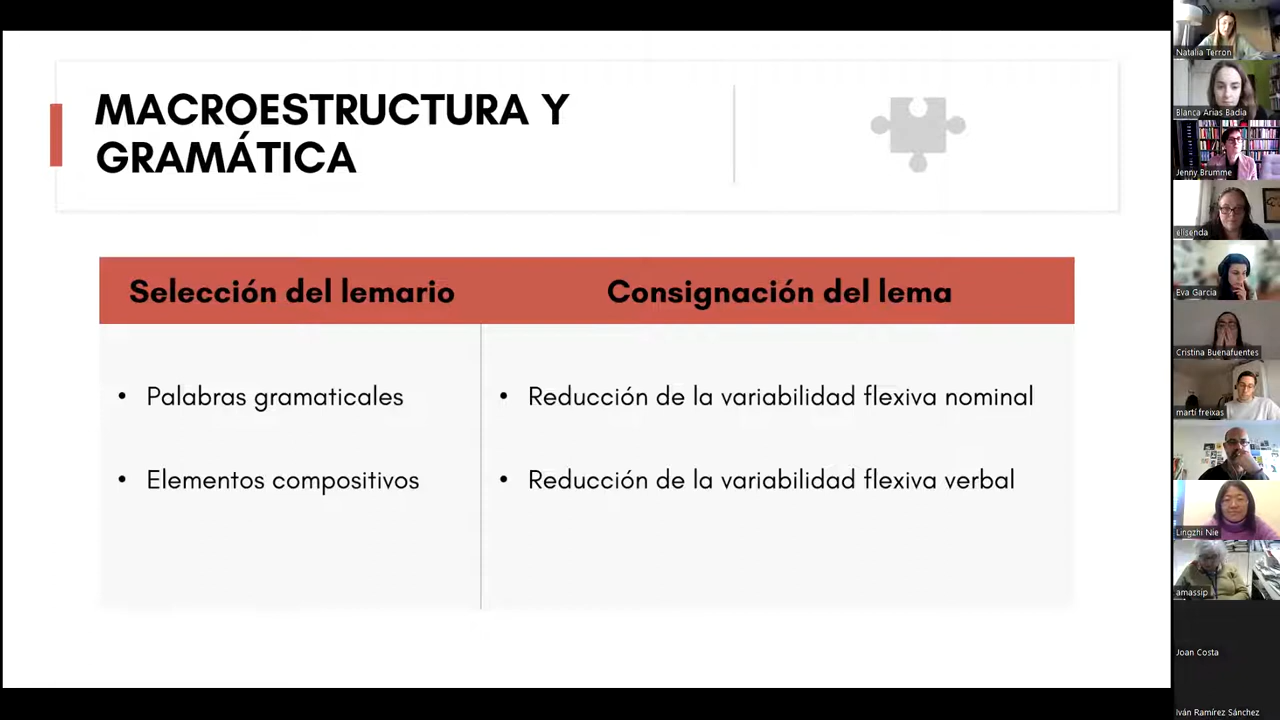 MACROESTRUCTURA Y
GRAMÁTICA
Selección del lemario
Consignación del lema
• Palabras gramaticales
• Elementos compositivos
• Reducción de la variabilidad flexiva nominal
• Reducción de la variabilidad flexiva verbal
Natalia Terron
Blanca Arias Badia
Jenny Brumme
elisenda
Eva Garcia
Cristina Buenafuentes
martí freixas
Lingzhi Nie
amassip
Joan Costa
Iván Ramírez Sánchez